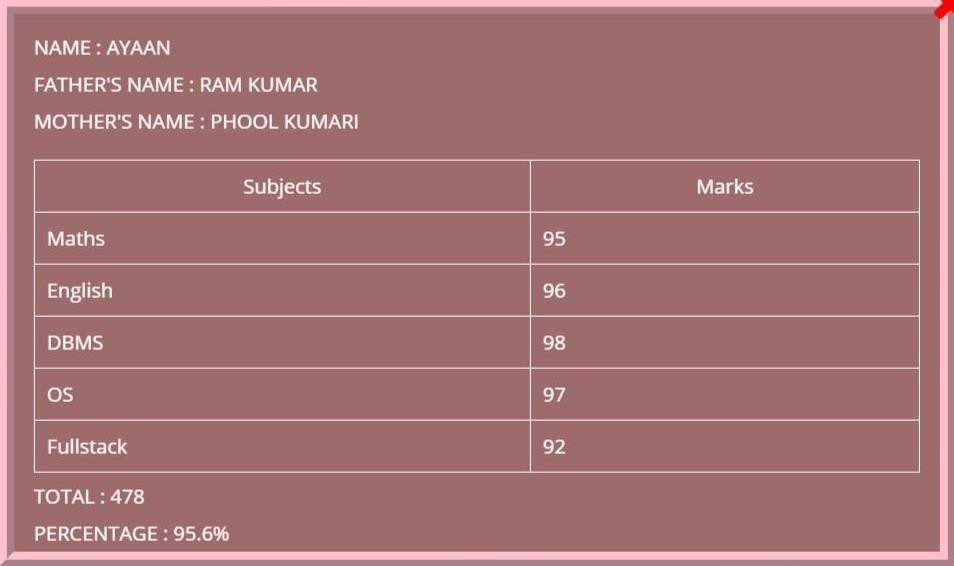 NAME : AYAAN
FATHER'S NAME : RAM KUMAR
MOTHER'S NAME : PHOOL KUMARI
Subjects Marks
Maths 95
English 96
DBMS 98
OS 97
Fullstack 92
TOTAL : 478
PERCENTAGE : 95.6%